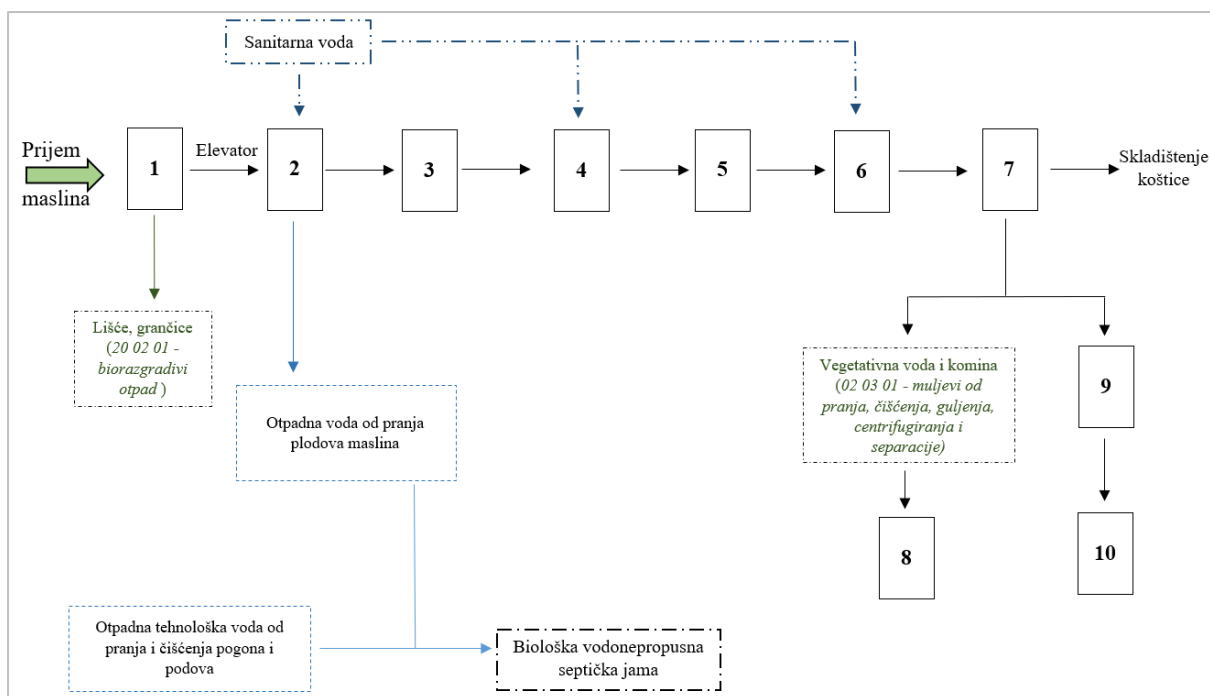 Sanitarna voda
Prijem
maslina
1
Elevator
2
3
4
5
6
7
Skladištenje
koštice
Lišće, grančice
(20 02 01 -
biorazgradivi
otpad )
Otpadna voda od pranja
plodova maslina
Vegetativna voda i komina
(02 03 01 - muljevi od
pranja, čišćenja, guljenja,
centrifugiranja i
separacije)
9
8
10
Otpadna tehnološka voda od
pranja i čišćenja pogona i
podova
Biološka vodonepropusna
septička jama